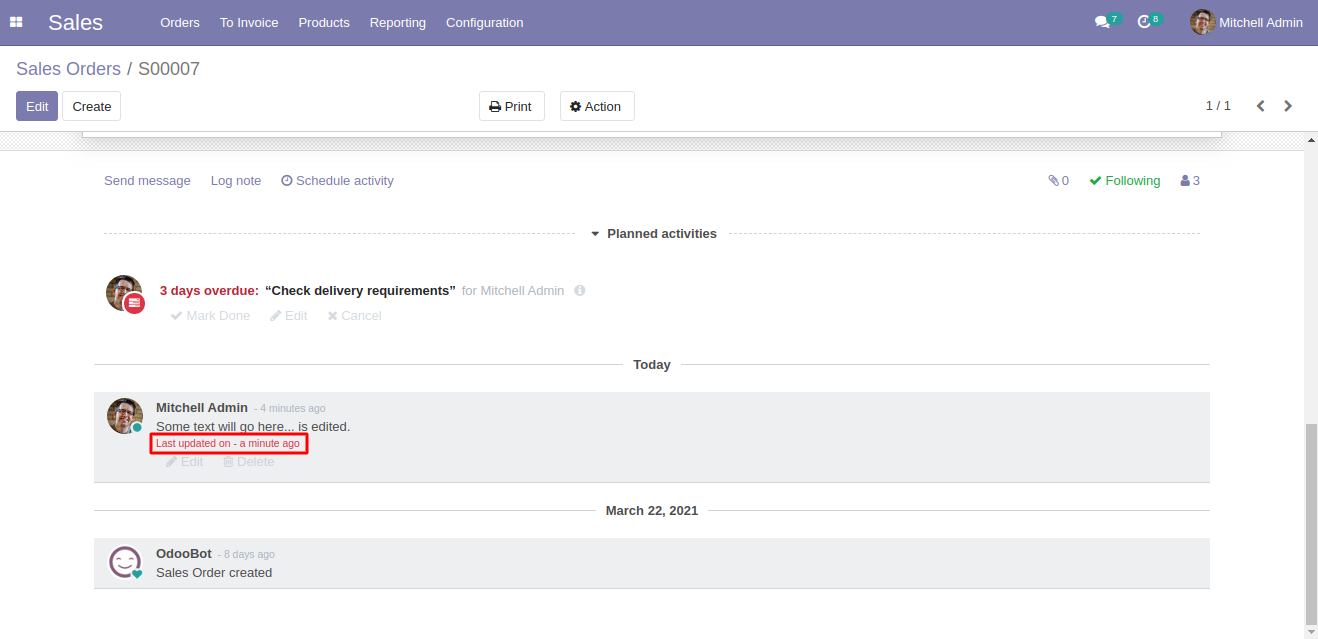 Sales Orders To Invoice Products Reporting Configuration 7 8 Mitchell Admin
Sales Orders / S00007
Edit Create Print Action 1 / 1
Send message Log note Schedule activity 0 Following 3
Planned activities
3 days overdue: “Check delivery requirements” for Mitchell Admin
Mark Done Edit Cancel
Today
Mitchell Admin - 4 minutes ago
Some text will go here... is edited.
Last updated on - a minute ago
Edit Delete
March 22, 2021
OdooBot - 8 days ago
Sales Order created